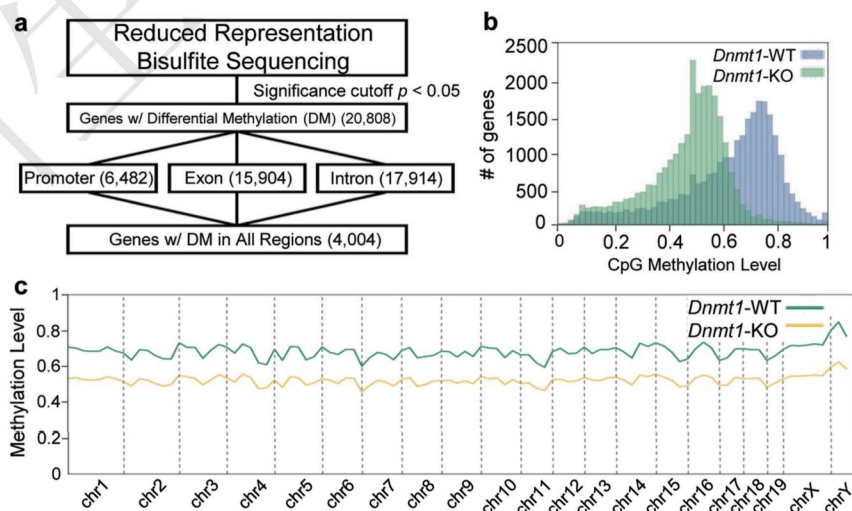 a
Reduced Representation
Bisulfite Sequencing
Significance cutoff p < 0.05
Genes w/ Differential Methylation (DM) (20,808)
Promoter (6,482)
Exon (15,904)
Intron (17,914)
Genes w/ DM in All Regions (4,004)
b
# of genes
2500
2000
1500
1000
500
0
Dnmt1-WT
Dnmt1-KO
0 0.2 0.4 0.6 0.8 1
CpG Methylation Level
c
Methylation Level
1
0.8
0.6
0.4
0.2
0
Dnmt1-WT
Dnmt1-KO
chr1 chr2 chr3 chr4 chr5 chr6 chr7 chr8 chr9 chr10 chr11 chr12 chr13 chr14 chr15 chr16 chr17 chr18 chr19 chrX chrY